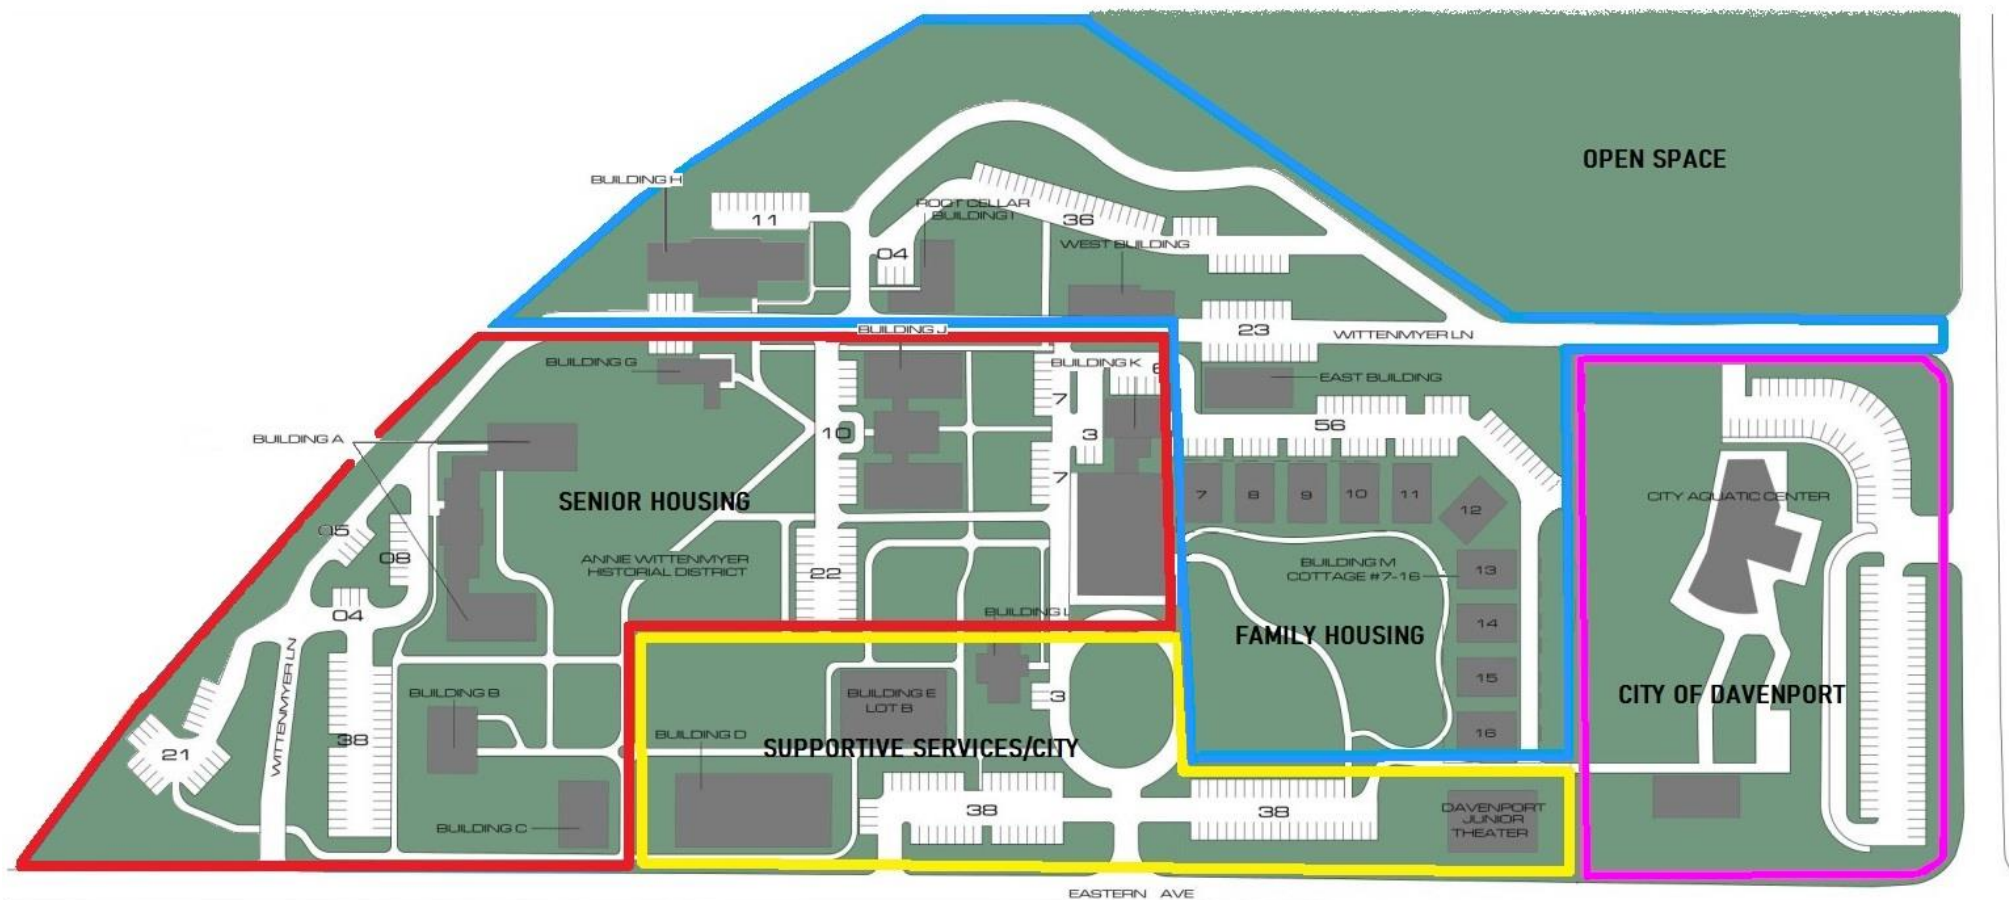 OPEN SPACE
BUILDING H
11
ROOT CELLAR
BUILDING I
36
04
WEST BUILDING
BUILDING J
23
WITTENMYER LN
BUILDING G
BUILDING K
6
EAST BUILDING
7
10
3
56
BUILDING A
7
SENIOR HOUSING
7
8
9
10
11
12
CITY AQUATIC CENTER
05
08
ANNIE WITTENMYER
HISTORIAL DISTRICT
22
BUILDING M
COTTAGE #7-16
13
04
BUILDING L
14
FAMILY HOUSING
WITTENMYER LN
15
BUILDING B
BUILDING E
LOT B
3
CITY OF DAVENPORT
16
38
BUILDING D
SUPPORTIVE SERVICES/CITY
21
38
38
DAVENPORT
JUNIOR
THEATER
BUILDING C
EASTERN AVE